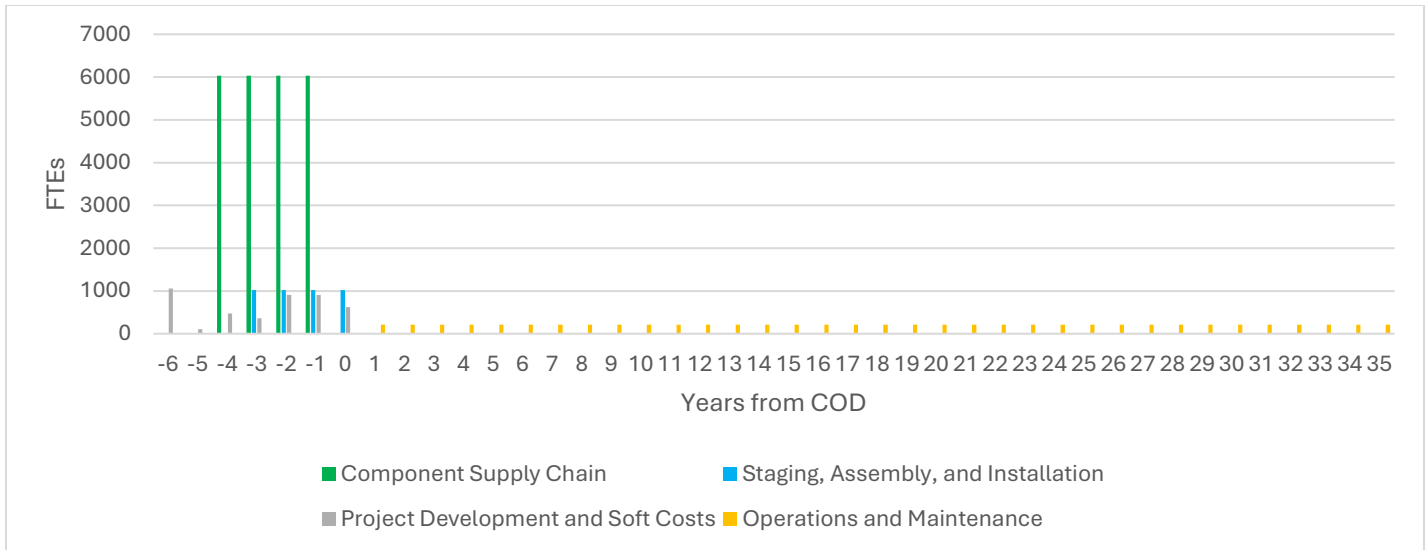 7000
6000
5000
4000
3000
2000
1000
0
FTEs
-6 -5 -4 -3 -2 -1 0 1 2 3 4 5 6 7 8 9 10 11 12 13 14 15 16 17 18 19 20 21 22 23 24 25 26 27 28 29 30 31 32 33 34 35
Years from COD
Component Supply Chain Staging, Assembly, and Installation
Project Development and Soft Costs Operations and Maintenance